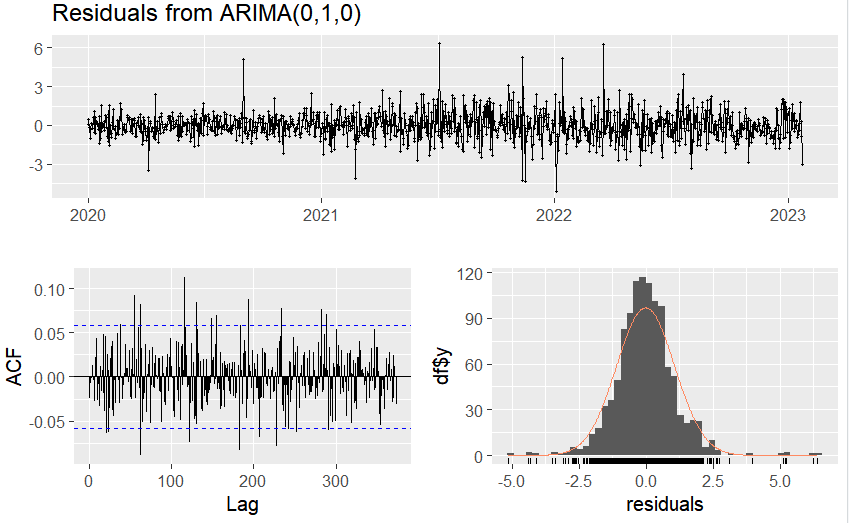 Residuals from ARIMA(0,1,0)
6
3
0
-3
2020 2021 2022 2023
ACF
0.10
0.05
0.00
-0.05
0 100 200 300
Lag
df$y
120
90
60
30
0
-5.0 -2.5 0.0 2.5 5.0
residuals